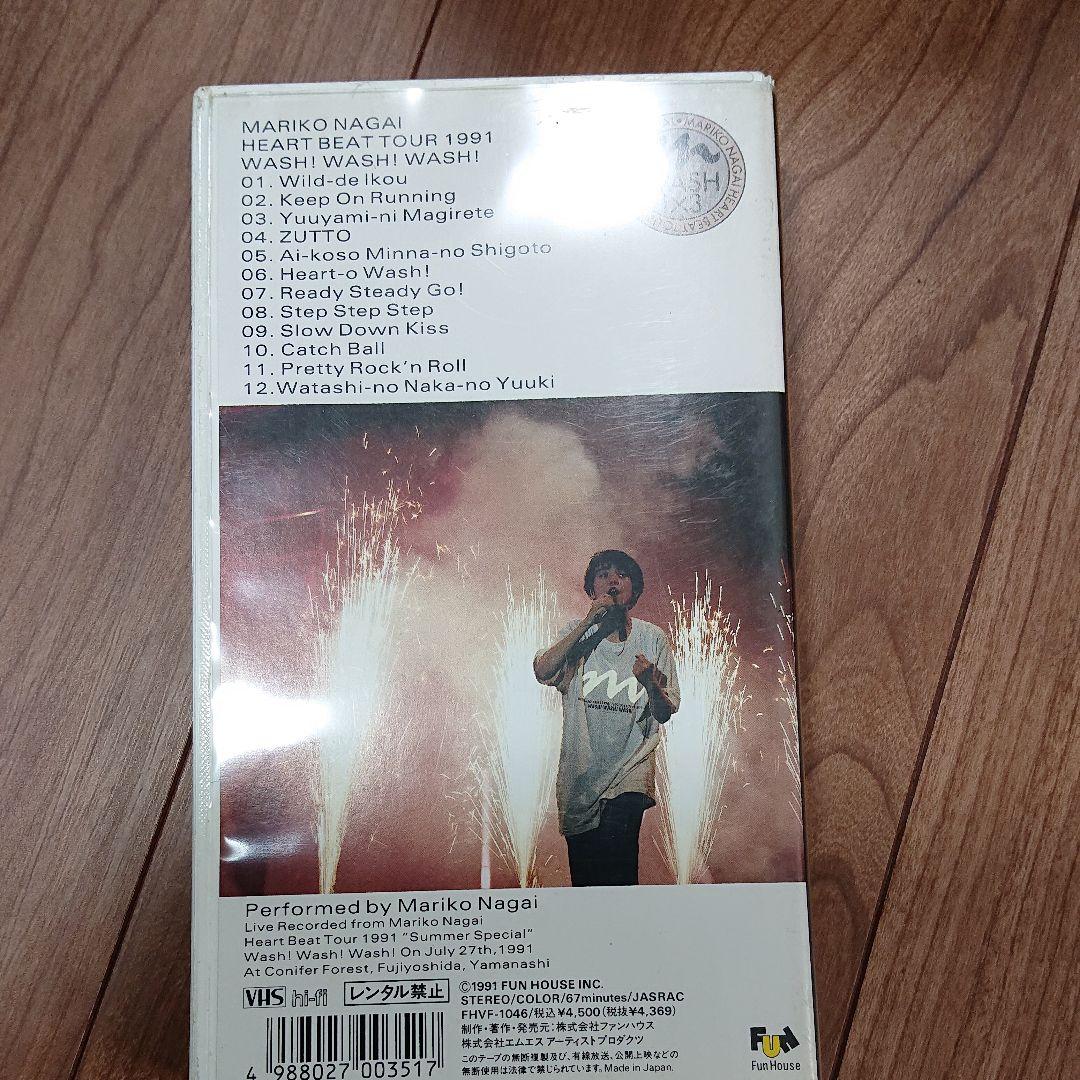 MARIKO NAGAI
HEART BEAT TOUR 1991
WASH! WASH! WASH!
01. Wild-de Ikou
02. Keep On Running
03. Yuuyami-ni Magirete
04. ZUTTO
05. Ai-koso Minna-no Shigoto
06. Heart-o Wash!
07. Ready Steady Go!
08. Step Step Step
09. Slow Down Kiss
10. Catch Ball
11. Pretty Rock'n Roll
12. Watashi-no Naka-no Yuuki
MARIKO NAGAI HEART BEAT
×3
m
WASH! WASH! WASH!
Performed by Mariko Nagai
Live Recorded from Mariko Nagai
Heart Beat Tour 1991 "Summer Special"
Wash! Wash! Wash! On July 27th, 1991
At Conifer Forest, Fujiyoshida, Yamanashi
VHS hi-fi レンタル禁止
©1991 FUN HOUSE INC.
STEREO/COLOR/67minutes/JASRAC
FHVF-1046/税込¥4,500(税抜¥4,369)
制作・著作・発売元:株式会社ファンハウス
株式会社エムエス アーティストプロダクツ
このテープの無断複製及び、有線放送、公開上映などの
無断使用は法律で禁じられています。Made in Japan.
4 988027 003517
Fun
Fun House